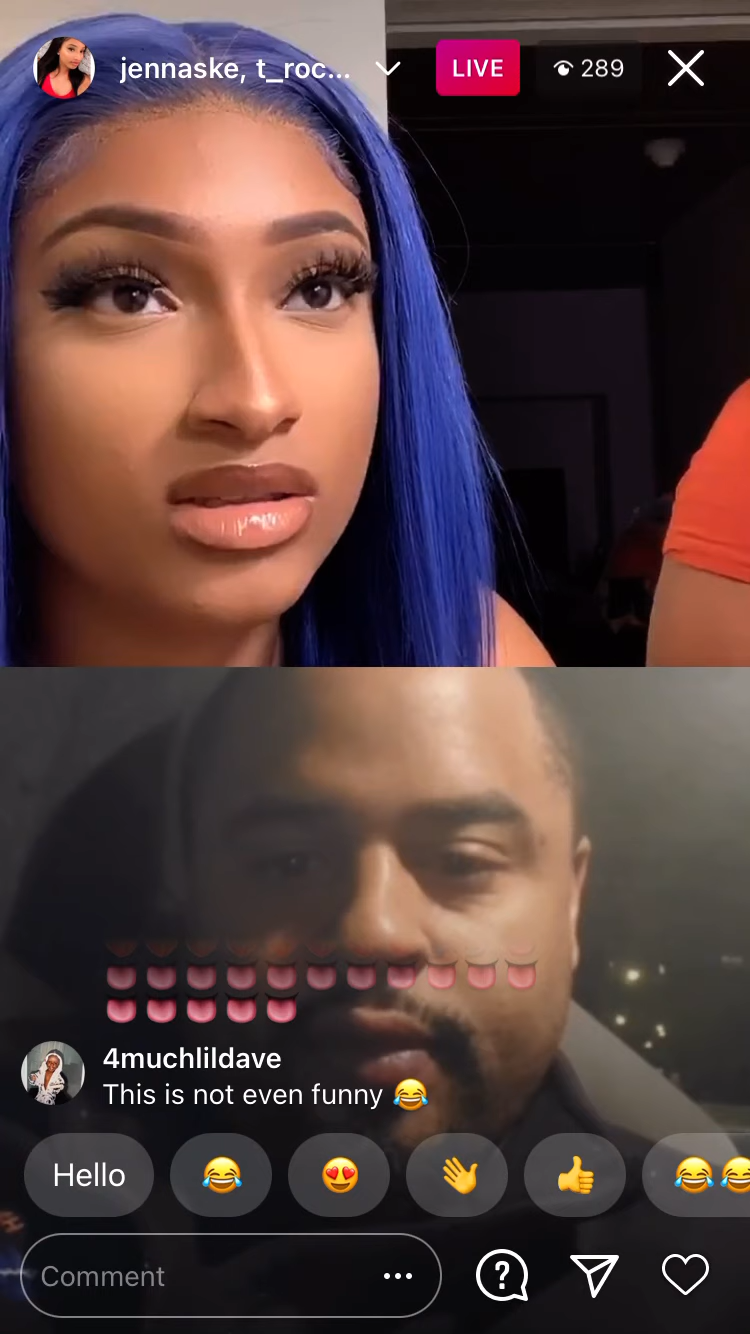 jennaske, t_roc...
LIVE
289
👅👅👅👅👅👅👅👅👅👅👅
👅👅👅👅👅
4muchlildave
This is not even funny 😂
Hello 😂 😍 👋 👍 😂😂
Comment